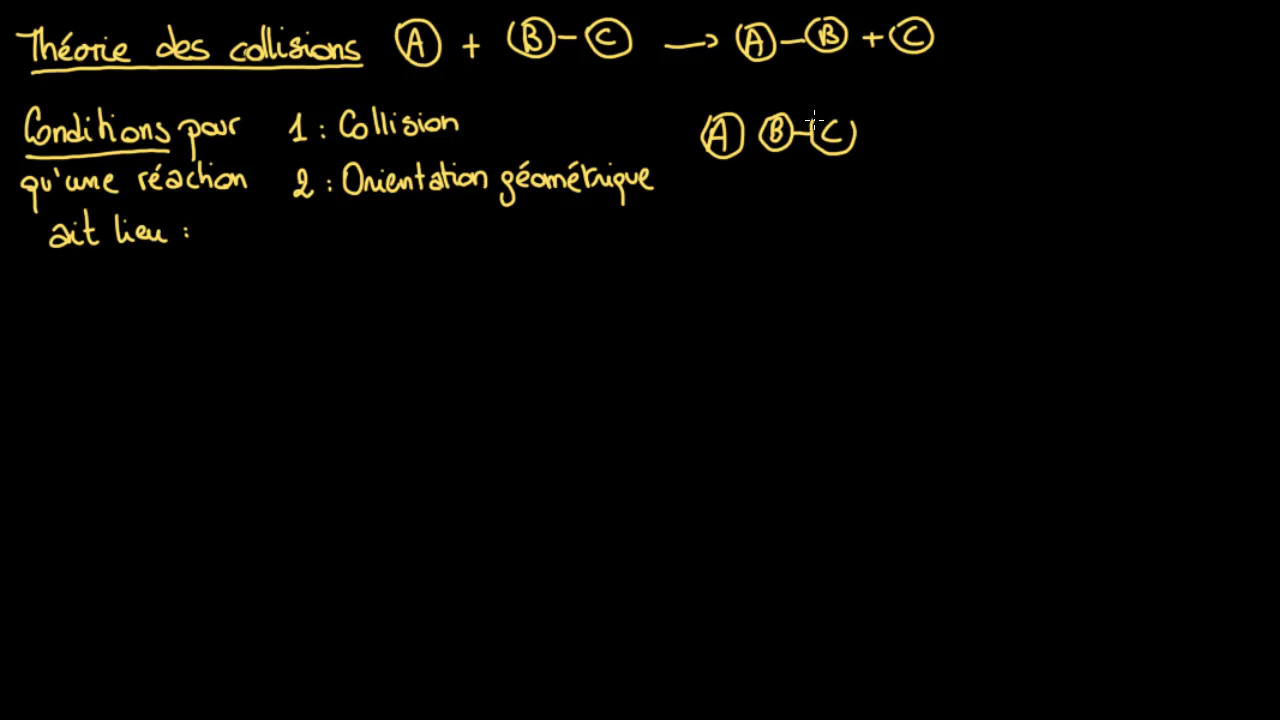 Théorie des collisions A + B - C → A - B + C
Conditions pour 1 : Collision A B - C
qu'une réaction 2 : Orientation géométrique
ait lieu :